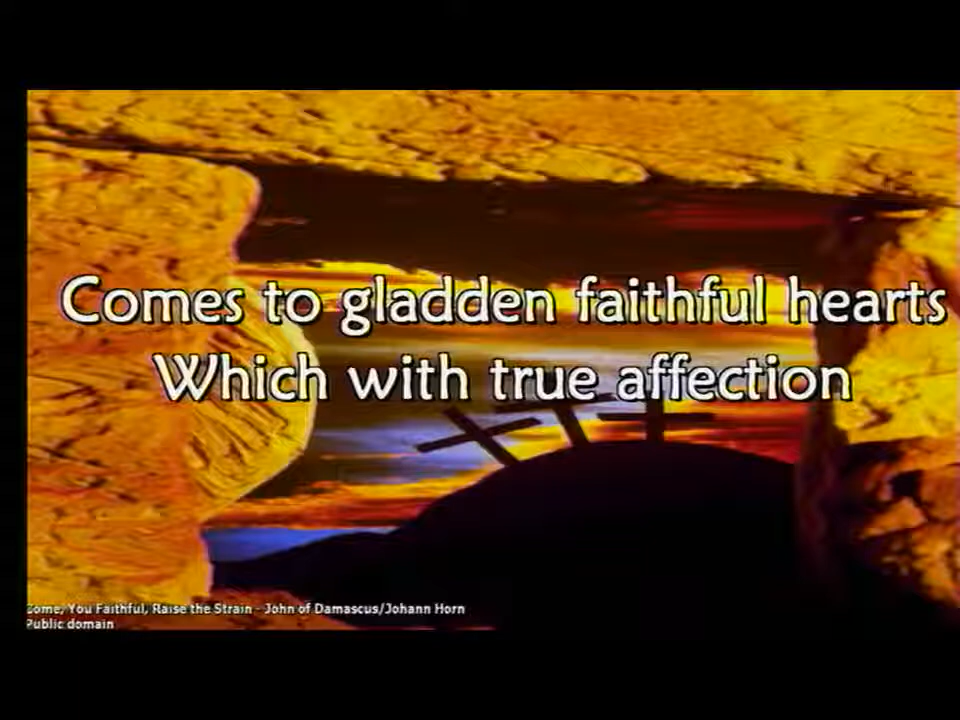 Comes to gladden faithful hearts
Which with true affection
Come, You Faithful, Raise the Strain - John of Damascus/Johann Horn
Public domain